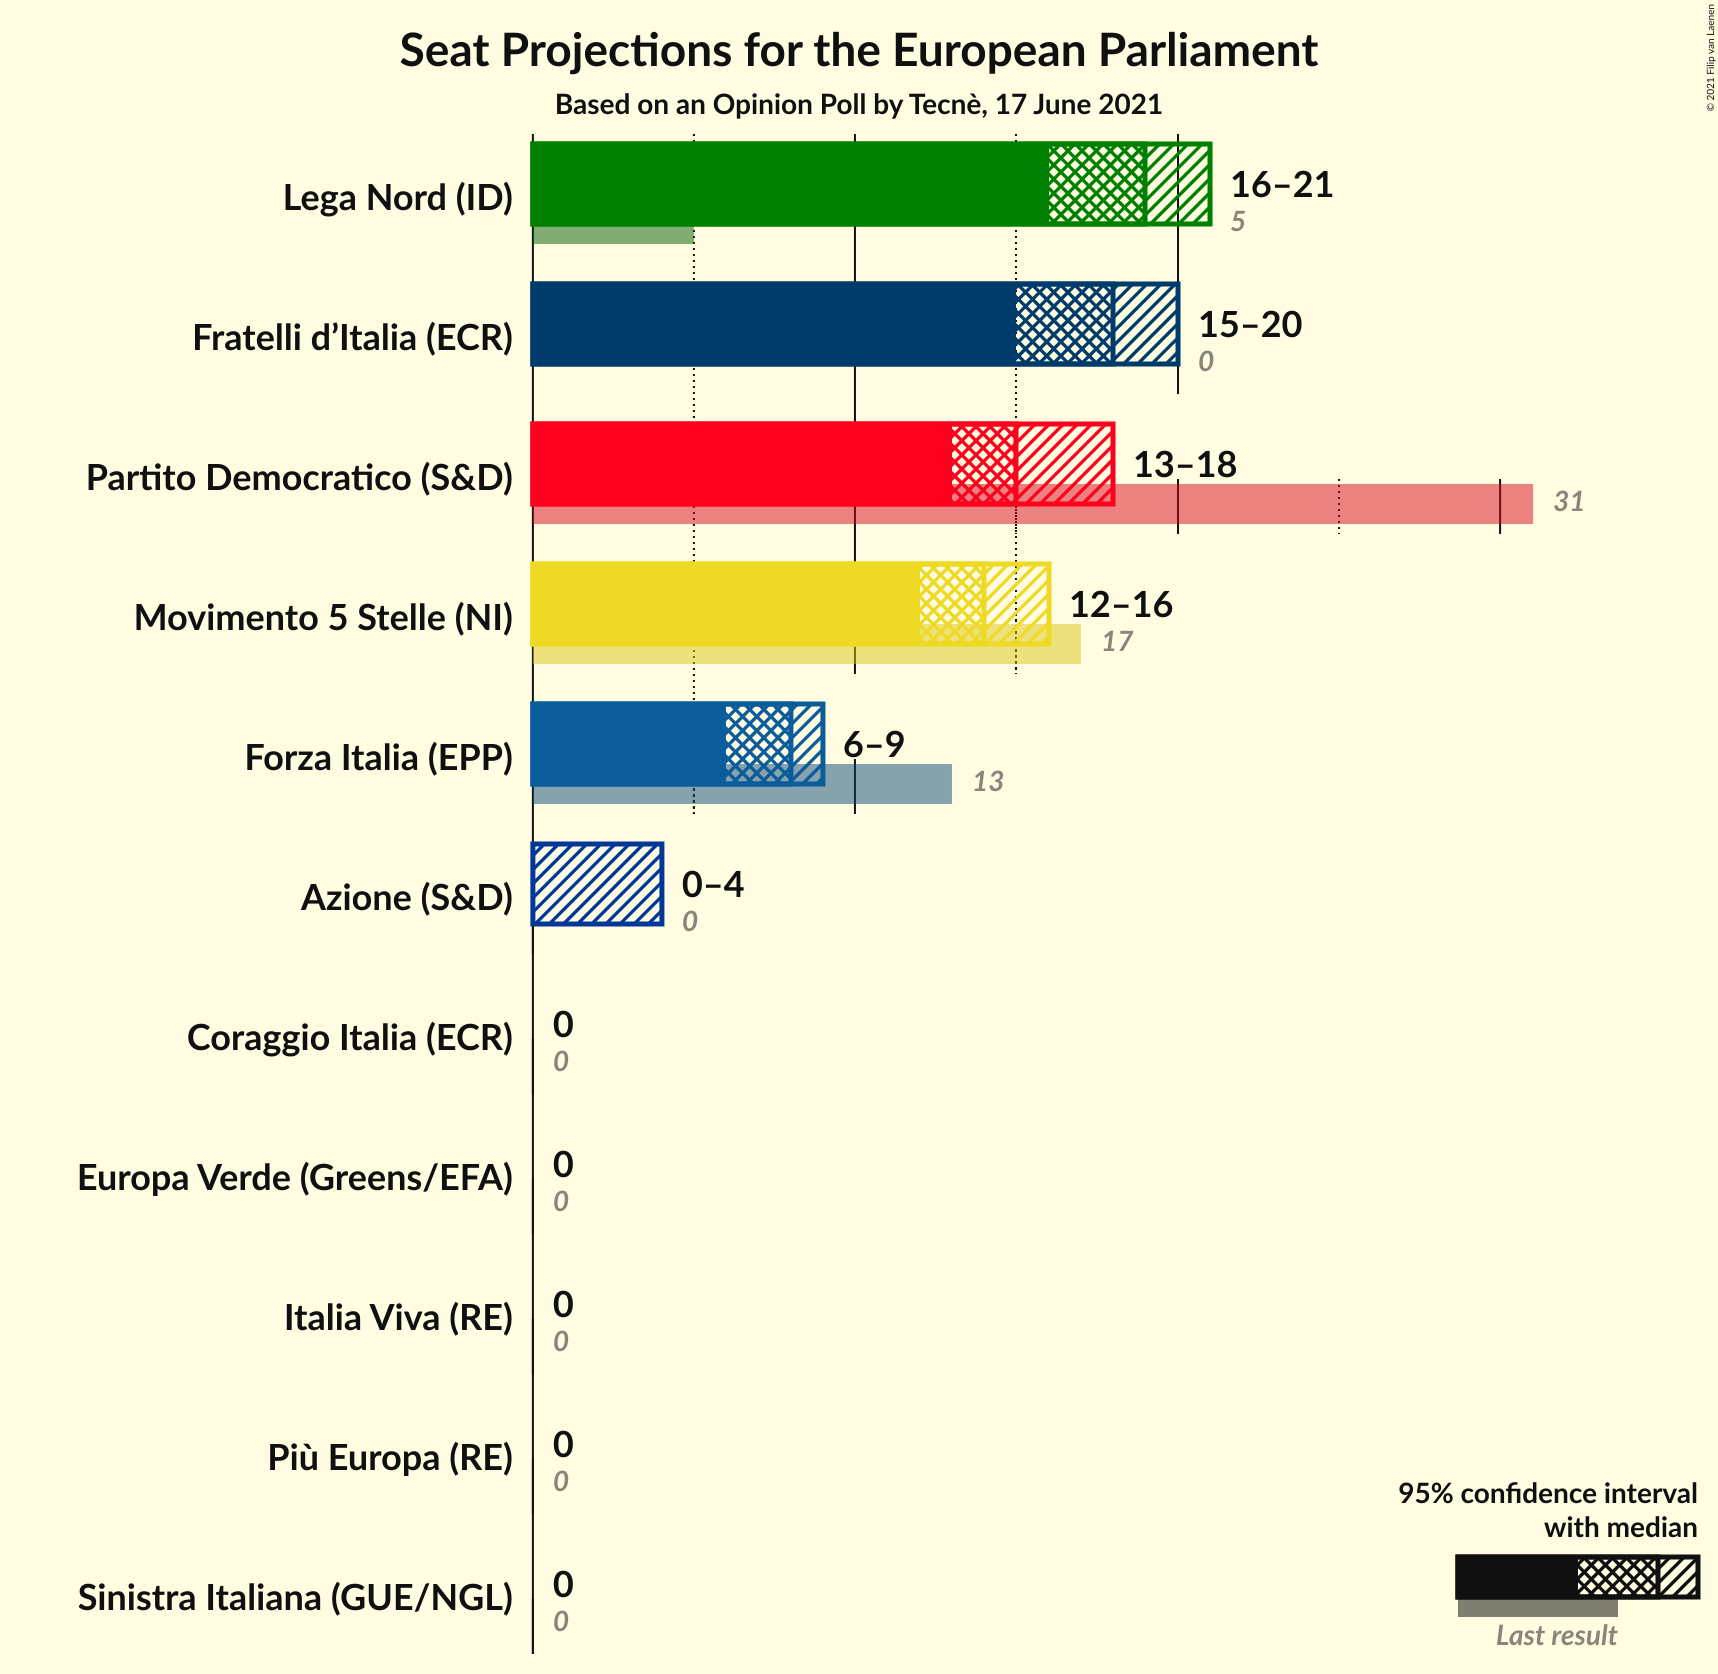 Seat Projections for the European Parliament
Based on an Opinion Poll by Tecnè, 17 June 2021
© 2021 Filip van Laenen
Lega Nord (ID)
16–21
5
Fratelli d’Italia (ECR)
15–20
0
Partito Democratico (S&D)
13–18
31
Movimento 5 Stelle (NI)
12–16
17
Forza Italia (EPP)
6–9
13
Azione (S&D)
0–4
0
Coraggio Italia (ECR)
0
0
Europa Verde (Greens/EFA)
0
0
Italia Viva (RE)
0
0
Più Europa (RE)
0
0
Sinistra Italiana (GUE/NGL)
0
0
95% confidence interval
with median
Last result